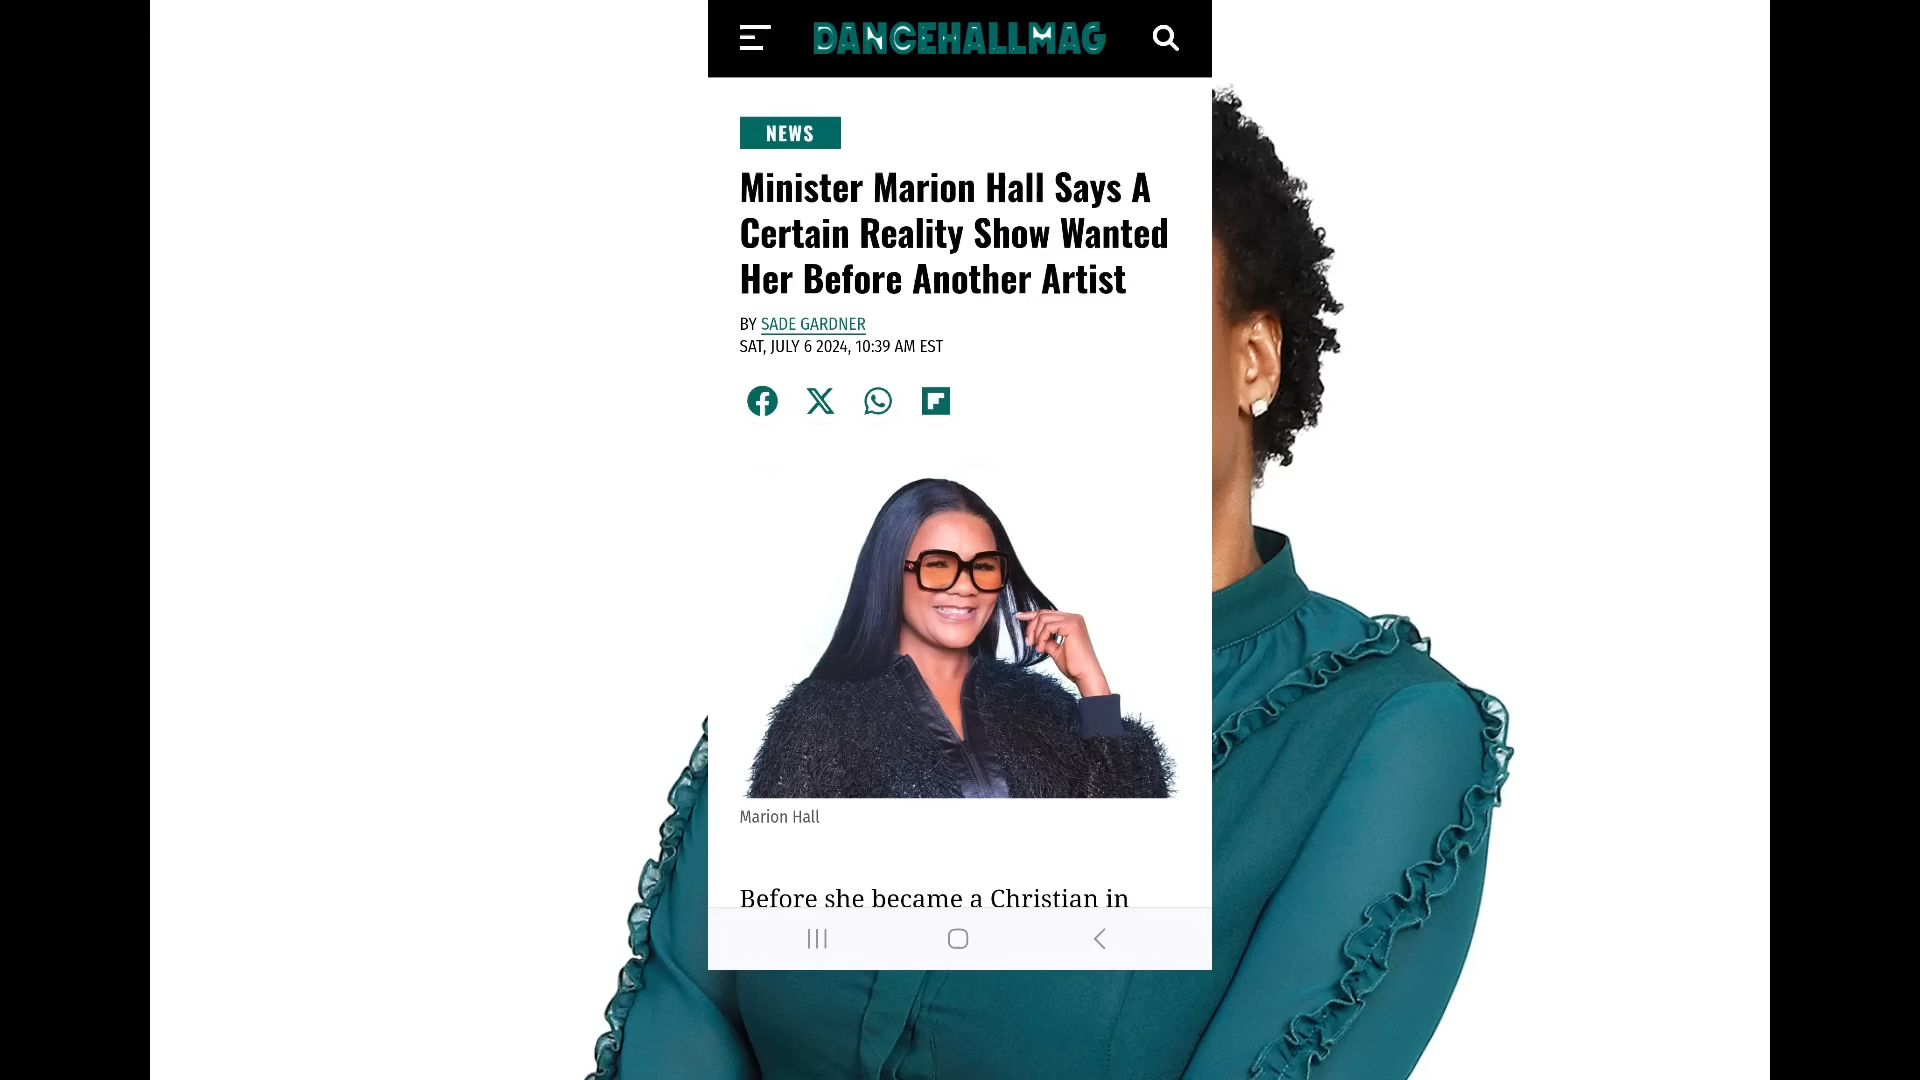 DANCEHALLMAG
NEWS
Minister Marion Hall Says A
Certain Reality Show Wanted
Her Before Another Artist
BY SADE GARDNER
SAT, JULY 6 2024, 10:39 AM EST
Marion Hall
Before she became a Christian in